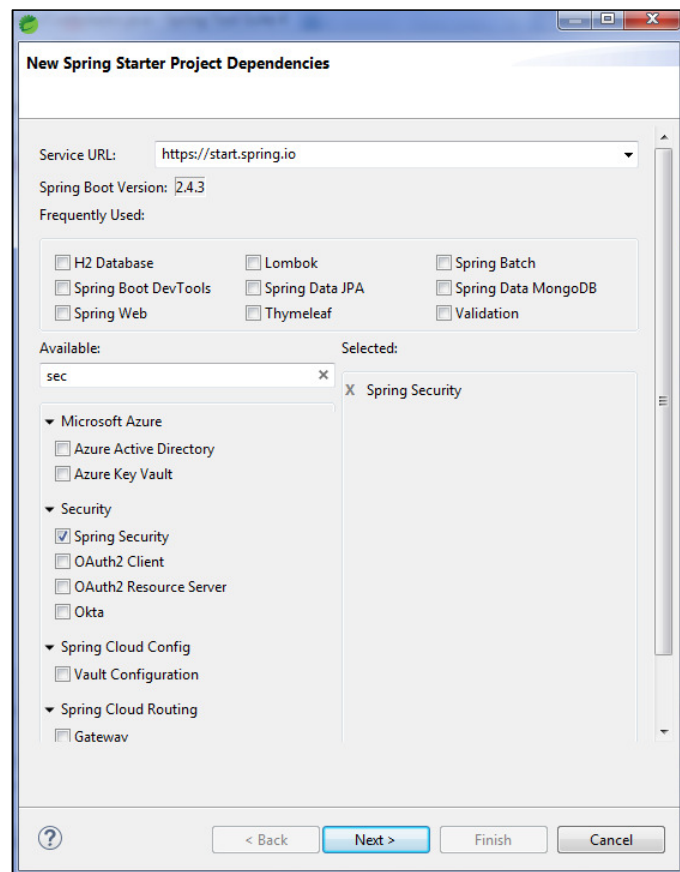 New Spring Starter Project Dependencies
Service URL: https://start.spring.io
Spring Boot Version: 2.4.3
Frequently Used:
H2 Database Lombok Spring Batch
Spring Boot DevTools Spring Data JPA Spring Data MongoDB
Spring Web Thymeleaf Validation
Available: Selected:
sec
X Spring Security
Microsoft Azure
Azure Active Directory
Azure Key Vault
Security
Spring Security
OAuth2 Client
OAuth2 Resource Server
Okta
Spring Cloud Config
Vault Configuration
Spring Cloud Routing
Gateway
< Back Next > Finish Cancel